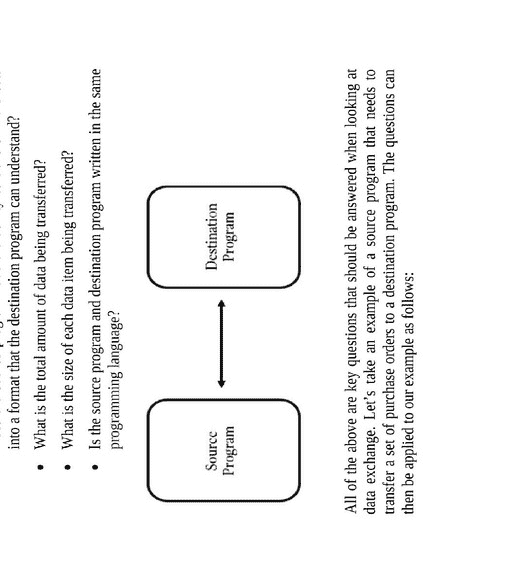 into a format that the destination program can understand?
• What is the total amount of data being transferred?
• What is the size of each data item being transferred?
• Is the source program and destination program written in the same
programming language?
Source
Program
Destination
Program
All of the above are key questions that should be answered when looking at
data exchange. Let's take an example of a source program that needs to
transfer a set of purchase orders to a destination program. The questions can
then be applied to our example as follows: